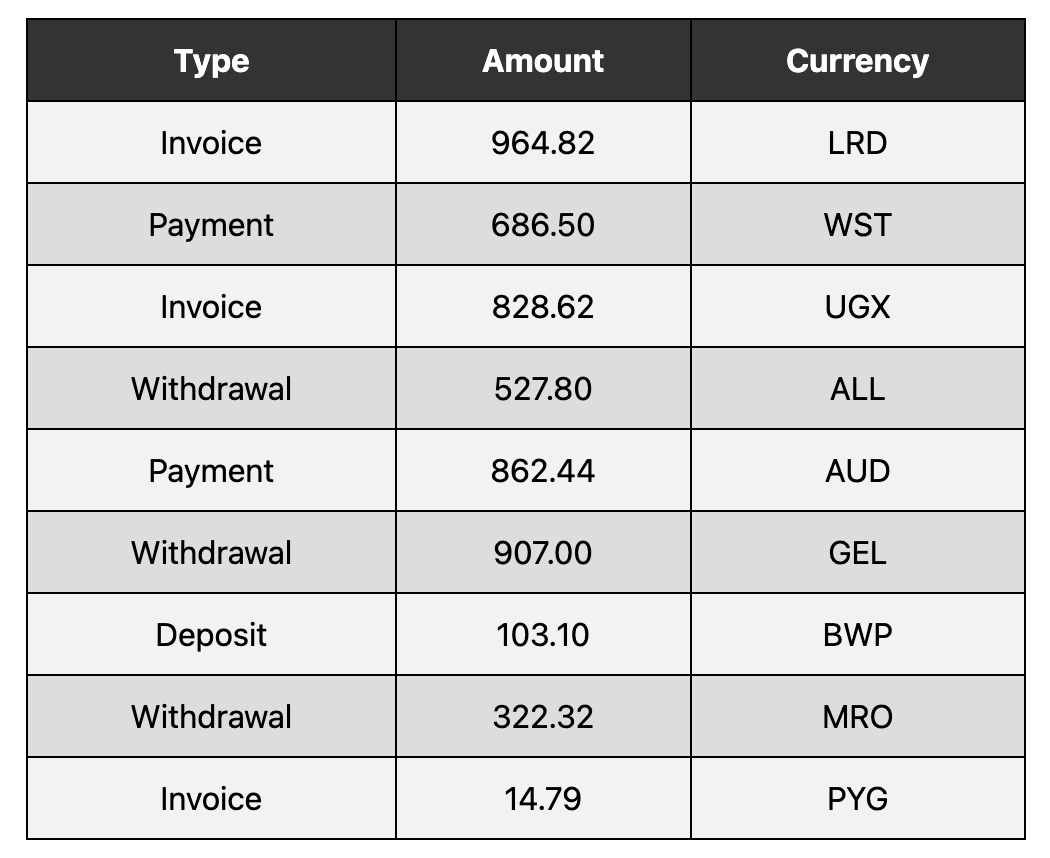 Type Amount Currency
Invoice 964.82 LRD
Payment 686.50 WST
Invoice 828.62 UGX
Withdrawal 527.80 ALL
Payment 862.44 AUD
Withdrawal 907.00 GEL
Deposit 103.10 BWP
Withdrawal 322.32 MRO
Invoice 14.79 PYG